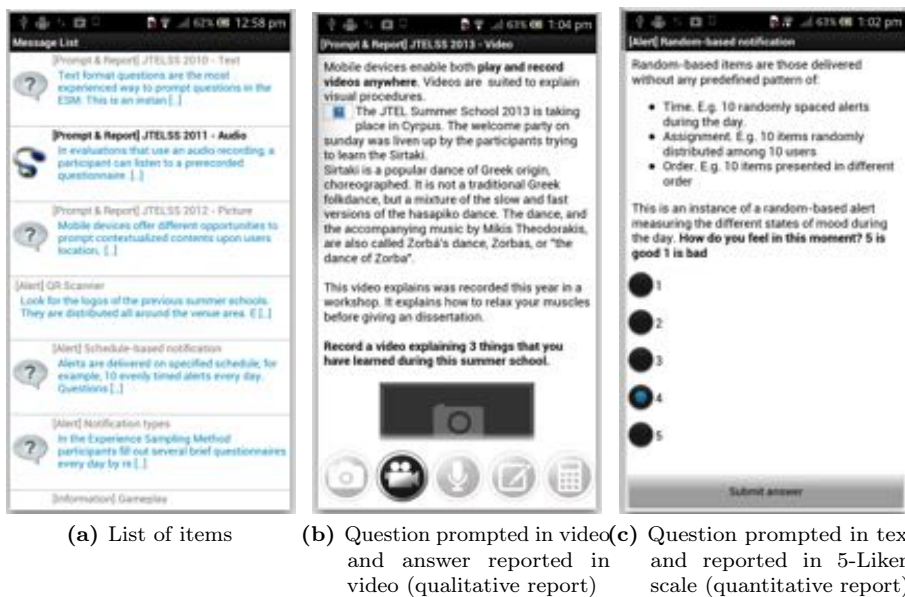 62% 12:58 pm
Message List
[Prompt & Report] JTELSS 2010 - Text
Text format questions are the most
experienced way to prompt questions in the
ESM. This is an instan [..]
[Prompt & Report] JTELSS 2011 - Audio
In evaluations that use an audio recording, a
participant can listen to a prerecorded
questionnaire. [..]
[Prompt & Report] JTELSS 2012 - Picture
Mobile devices offer different opportunities to
prompt contextualized contents upon users
location, [..]
[Alert] QR Scanner
Look for the logos of the previous summer schools.
They are distributed all around the venue area. E [..]
[Alert] Schedule-based notification
Alerts are delivered on specified schedule, for
example, 10 evenly timed alerts every day.
Questions [..]
[Alert] Notification types
In the Experience Sampling Method
participants fill out several brief questionnaires
every day by re [..]
[Information] Gameplay
(a) List of items
63% 1:04 pm
[Prompt & Report] JTELSS 2013 - Video
Mobile devices enable both play and record
videos anywhere. Videos are suited to explain
visual procedures.
The JTEL Summer School 2013 is taking
place in Cyrpus. The welcome party on
sunday was liven up by the participants trying
to learn the Sirtaki.
Sirtaki is a popular dance of Greek origin,
choreographed. It is not a traditional Greek
folkdance, but a mixture of the slow and fast
versions of the hasapiko dance. The dance, and
the accompanying music by Mikis Theodorakis,
are also called Zorbá's dance, Zorbas, or "the
dance of Zorba".
This video explains was recorded this year in a
workshop. It explains how to relax your muscles
before giving an dissertation.
Record a video explaining 3 things that you
have learned during this summer school.
(b) Question prompted in video
and answer reported in
video (qualitative report)
63% 1:02 pm
[Alert] Random-based notification
Random-based items are those delivered
without any predefined pattern of:
• Time. E.g. 10 randomly spaced alerts
during the day.
• Assignment. E.g. 10 items randomly
distributed among 10 users
• Order. E.g. 10 items presented in different
order
This is an instance of a random-based alert
measuring the different states of mood during
the day. How do you feel in this moment? 5 is
good 1 is bad
1
2
3
4
5
Submit answer
(c) Question prompted in tex
and reported in 5-Liker
scale (quantitative report)